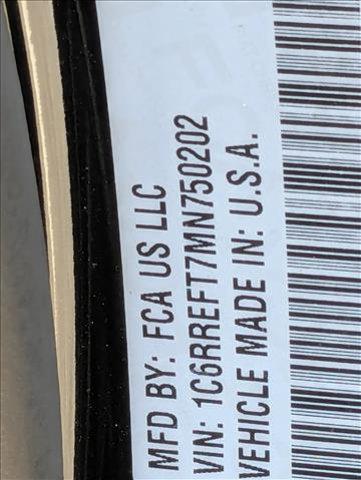 MFD BY: FCA US LLC
VIN: 1C6RREFT7MN750202
VEHICLE MADE IN: U.S.A.